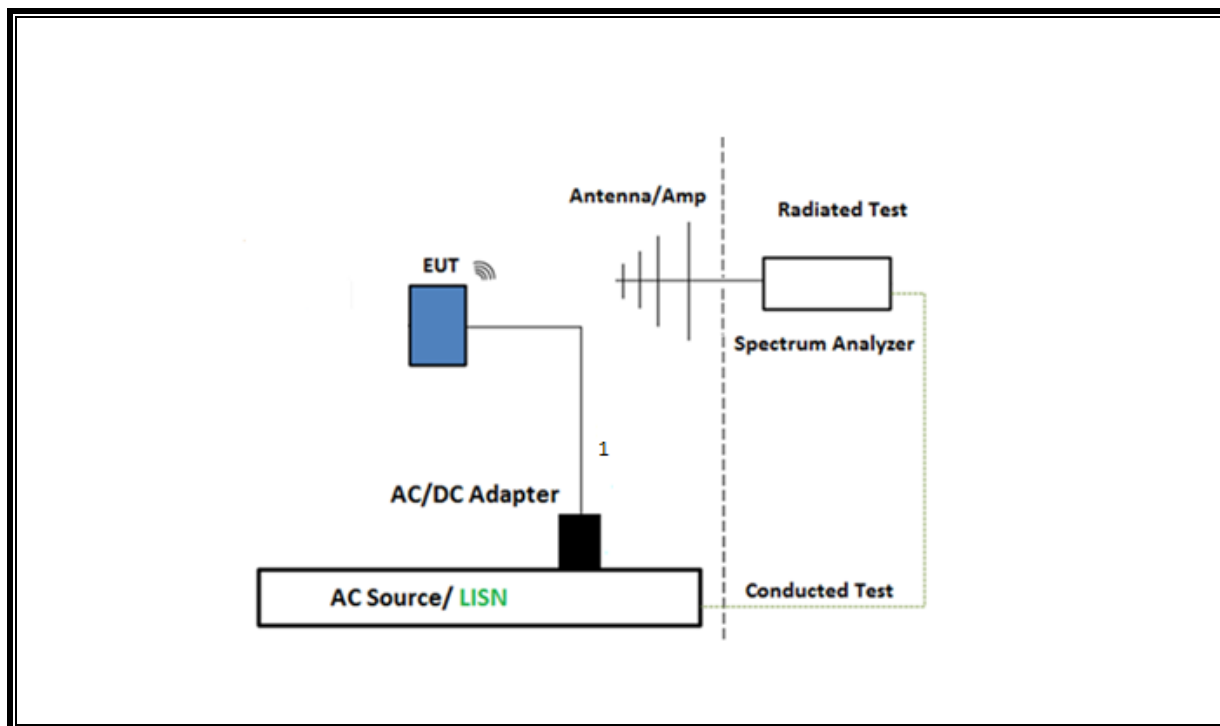 Antenna/Amp
Radiated Test
EUT
Spectrum Analyzer
1
AC/DC Adapter
AC Source/ LISN
Conducted Test